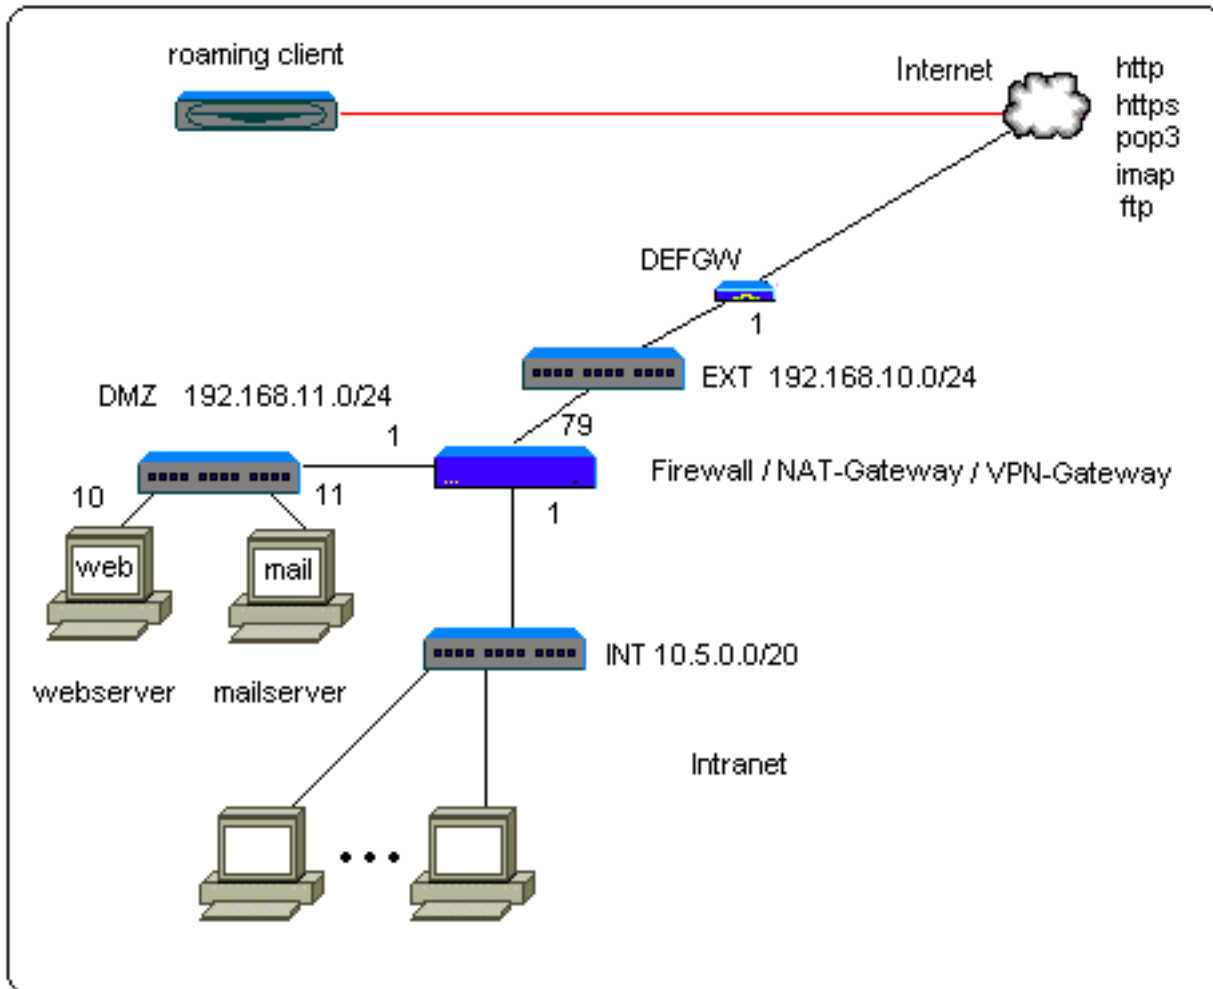 roaming client
Internet
http
https
pop3
imap
ftp
DEFGW
1
EXT 192.168.10.0/24
DMZ 192.168.11.0/24
79
1
Firewall / NAT-Gateway / VPN-Gateway
10
11
1
web
mail
INT 10.5.0.0/20
webserver
mailserver
Intranet